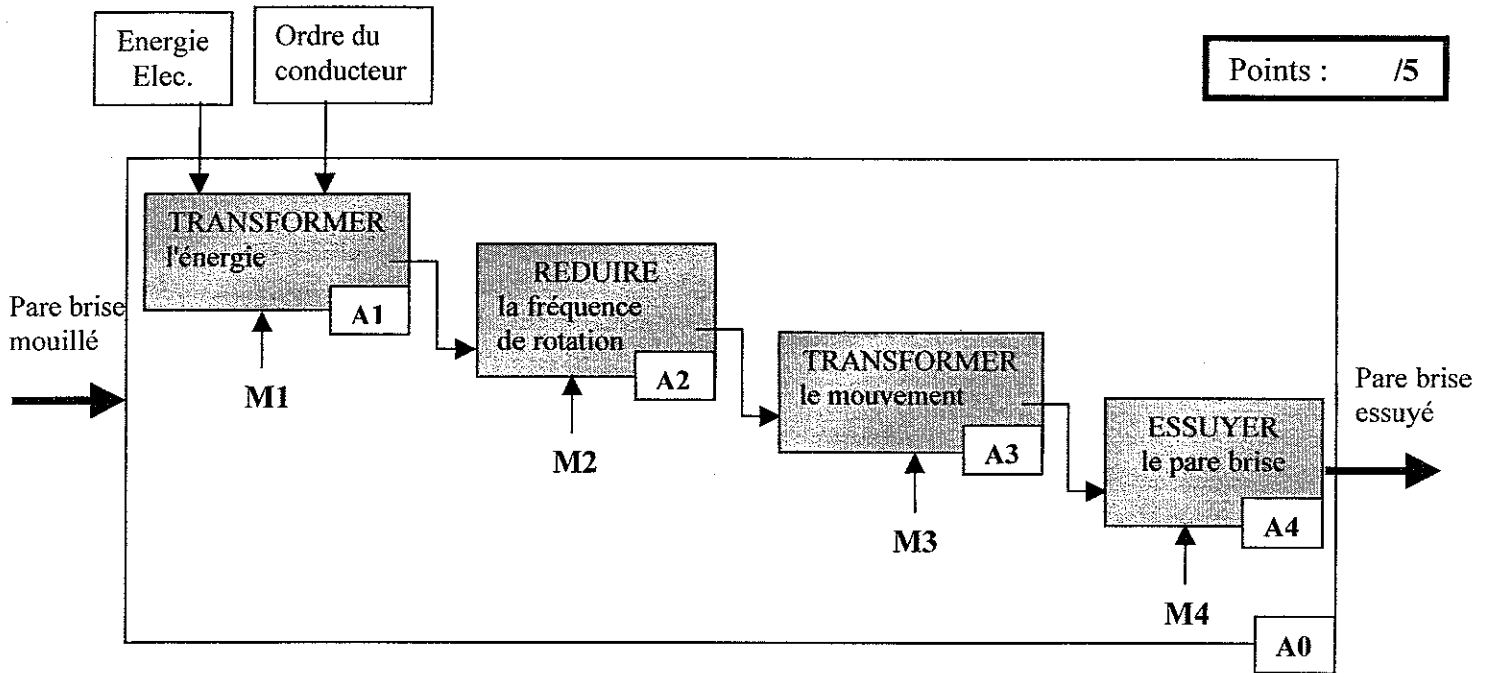 Energie
Elec.
Ordre du
conducteur
Points :    /5
TRANSFORMER
l'énergie
A1
M1
Pare brise
mouillé
REDUIRE
la fréquence
de rotation
A2
M2
TRANSFORMER
le mouvement
A3
M3
ESSUYER
le pare brise
A4
M4
Pare brise
essuyé
A0